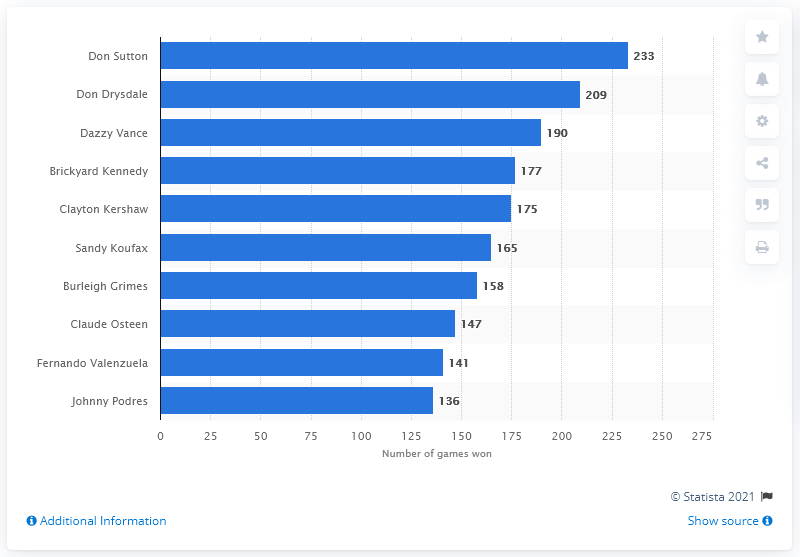 Don Sutton 233
Don Drysdale 209
Dazzy Vance 190
Brickyard Kennedy 177
Clayton Kershaw 175
Sandy Koufax 165
Burleigh Grimes 158
Claude Osteen 147
Fernando Valenzuela 141
Johnny Podres 136
0 25 50 75 100 125 150 175 200 225 250 275
Number of games won
© Statista 2021
Additional Information Show source